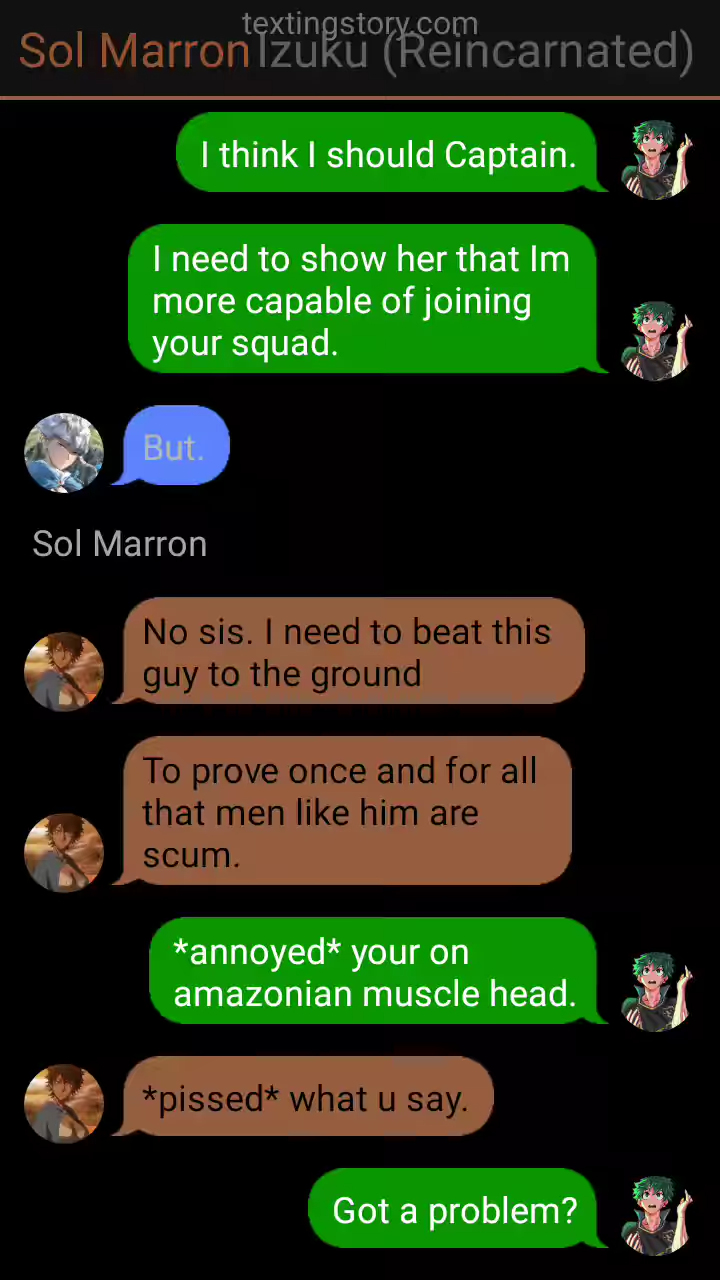 textingstory.com
Sol Marron Izuku (Reincarnated)
I think I should Captain.
I need to show her that Im
more capable of joining
your squad.
But.
Sol Marron
No sis. I need to beat this
guy to the ground
To prove once and for all
that men like him are
scum.
*annoyed* your on
amazonian muscle head.
*pissed* what u say.
Got a problem?